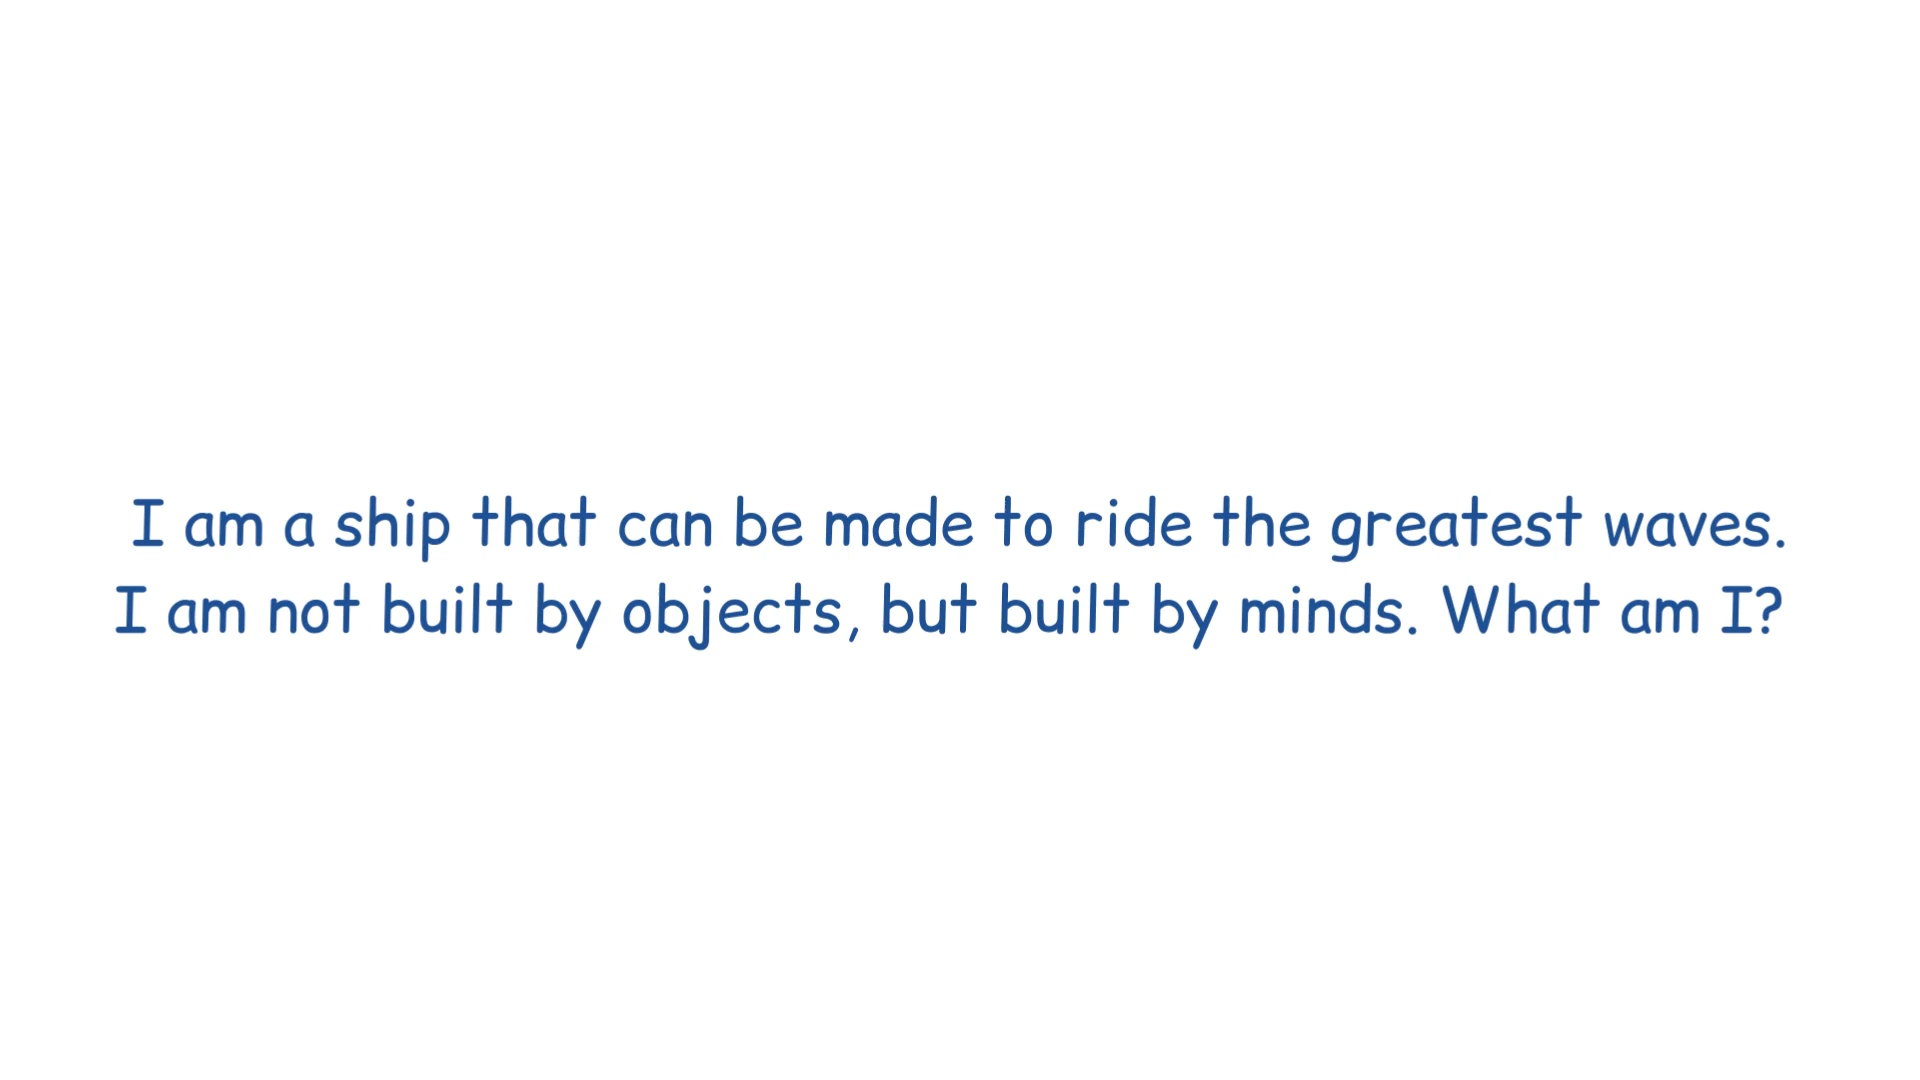 I am a ship that can be made to ride the greatest waves.
I am not built by objects, but built by minds. What am I?